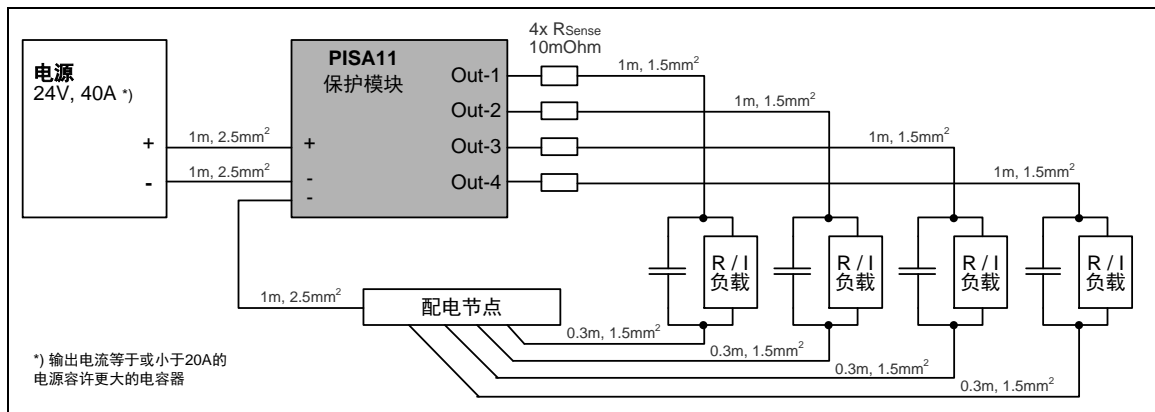 电源
24V, 40A *)
+
-
1m, 2.5mm²
1m, 2.5mm²
PISA11
保护模块
+
-
-
Out-1
Out-2
Out-3
Out-4
4x RSense
10mOhm
1m, 1.5mm²
1m, 1.5mm²
1m, 1.5mm²
1m, 1.5mm²
R / I
负载
R / I
负载
R / I
负载
R / I
负载
1m, 2.5mm²
配电节点
0.3m, 1.5mm²
0.3m, 1.5mm²
0.3m, 1.5mm²
0.3m, 1.5mm²
*) 输出电流等于或小于20A的
电源容许更大的电容器